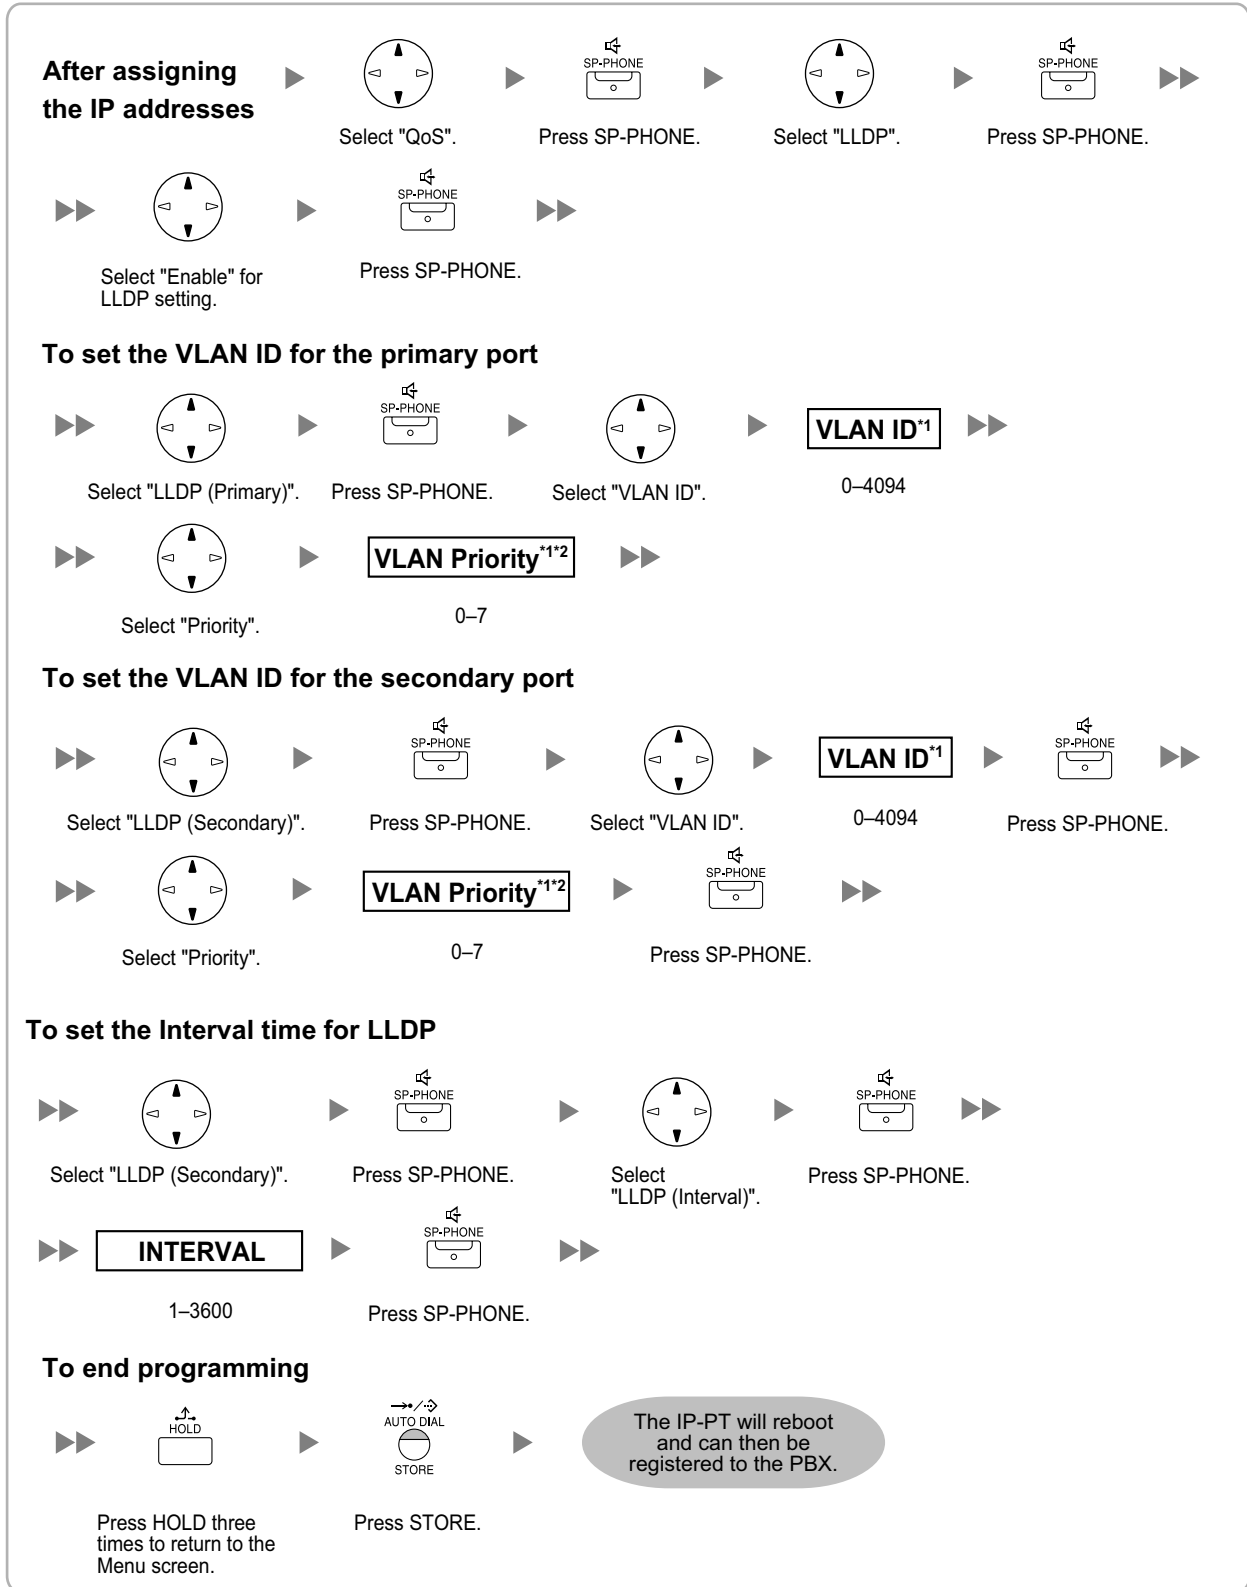 After assigning
the IP addresses
SP-PHONE
SP-PHONE
Select "QoS".
Press SP-PHONE.
Select "LLDP".
Press SP-PHONE.
SP-PHONE
Select "Enable" for
LLDP setting.
Press SP-PHONE.
To set the VLAN ID for the primary port
SP-PHONE
VLAN ID*1
Select "LLDP (Primary)".
Press SP-PHONE.
Select "VLAN ID".
0–4094
VLAN Priority*1*2
Select "Priority".
0–7
To set the VLAN ID for the secondary port
SP-PHONE
VLAN ID*1
SP-PHONE
Select "LLDP (Secondary)".
Press SP-PHONE.
Select "VLAN ID".
0–4094
Press SP-PHONE.
VLAN Priority*1*2
SP-PHONE
Select "Priority".
0–7
Press SP-PHONE.
To set the Interval time for LLDP
SP-PHONE
SP-PHONE
Select "LLDP (Secondary)".
Press SP-PHONE.
Select
"LLDP (Interval)".
Press SP-PHONE.
INTERVAL
SP-PHONE
1–3600
Press SP-PHONE.
To end programming
HOLD
AUTO DIAL
STORE
The IP-PT will reboot
and can then be
registered to the PBX.
Press HOLD three
times to return to the
Menu screen.
Press STORE.